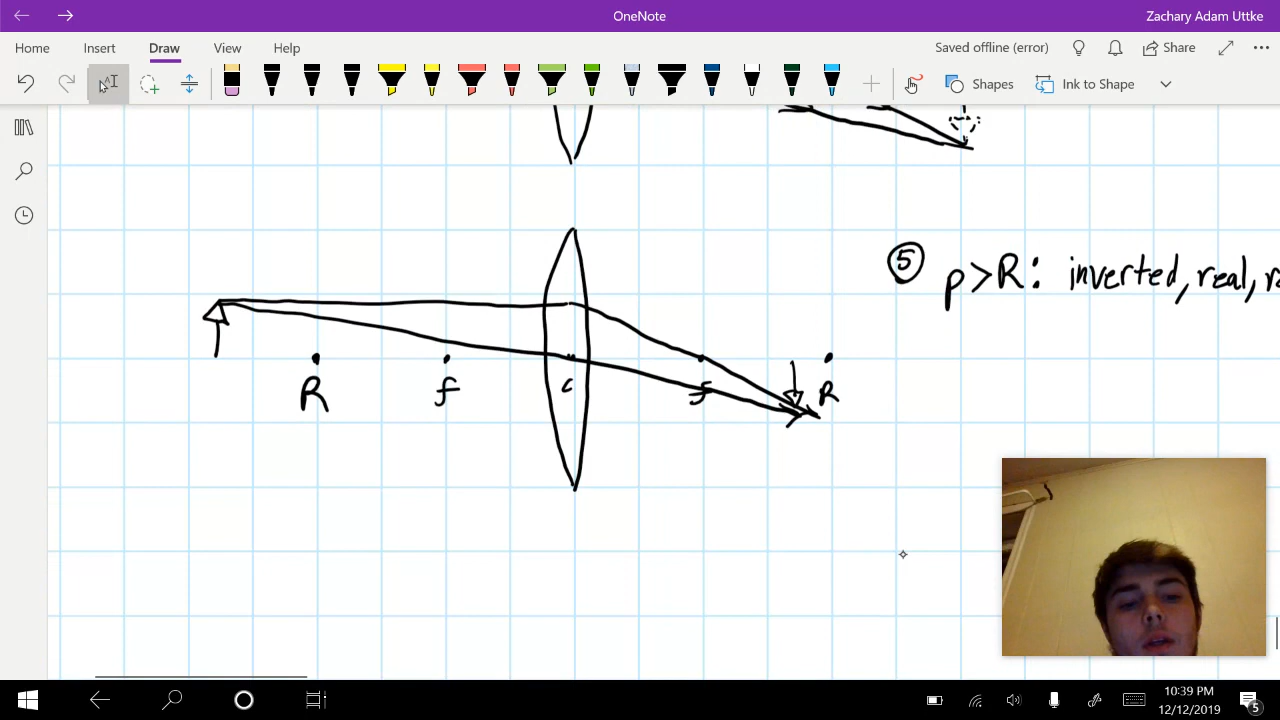 OneNote
Zachary Adam Uttke
Home Insert Draw View Help
Saved offline (error) Share
Shapes Ink to Shape
⑤ p>R: inverted, real,
R f c f R
10:39 PM
12/12/2019
5